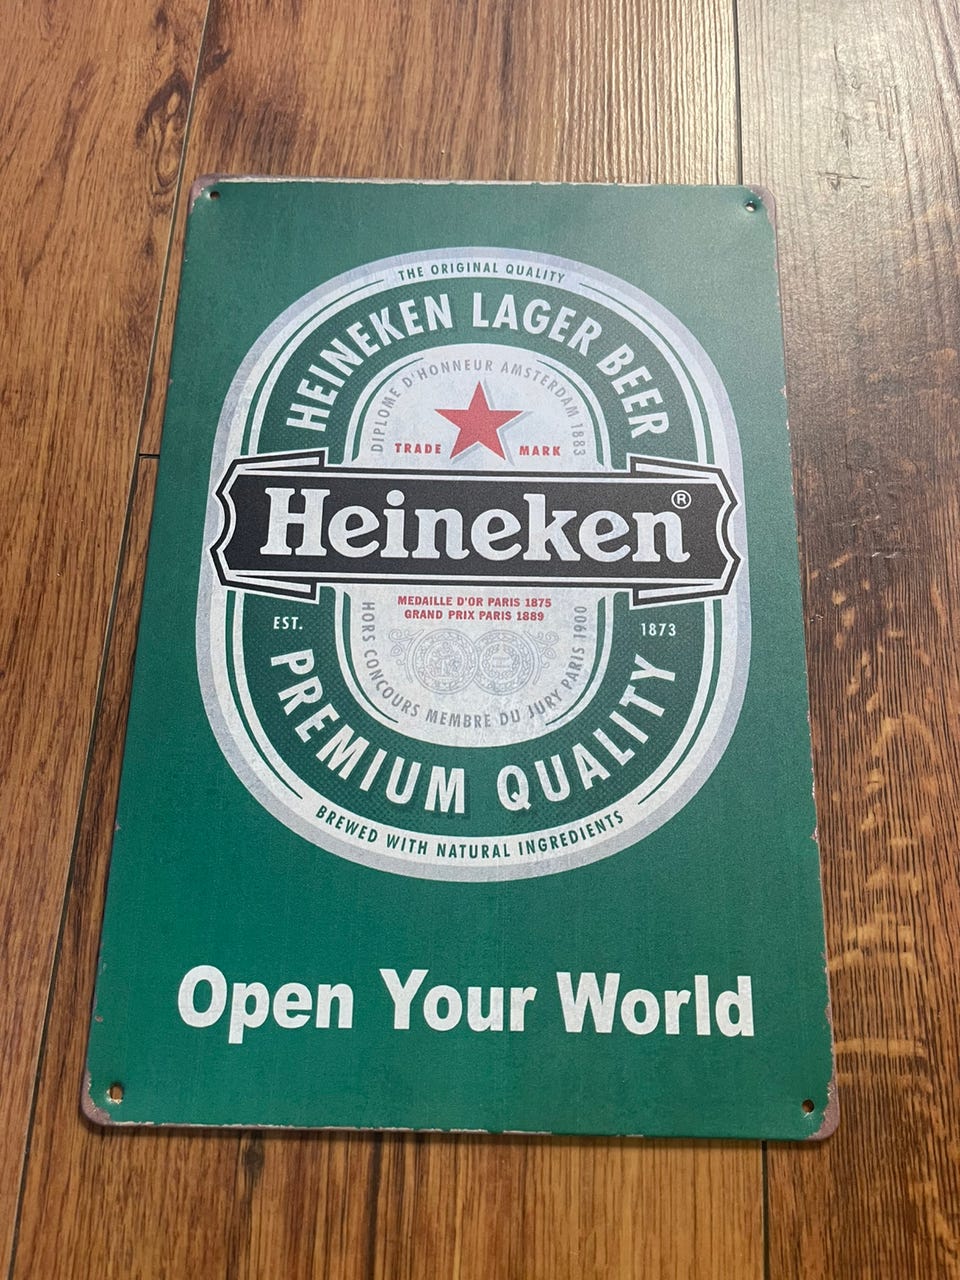 THE ORIGINAL QUALITY
HEINEKEN LAGER BEER
DIPLOME D'HONNEUR AMSTERDAM 1883
TRADE MARK
Heineken®
MEDAILLE D'OR PARIS 1875
GRAND PRIX PARIS 1889
HORS CONCOURS MEMBRE DU JURY PARIS 1900
EST. 1873
PREMIUM QUALITY
BREWED WITH NATURAL INGREDIENTS
Open Your World